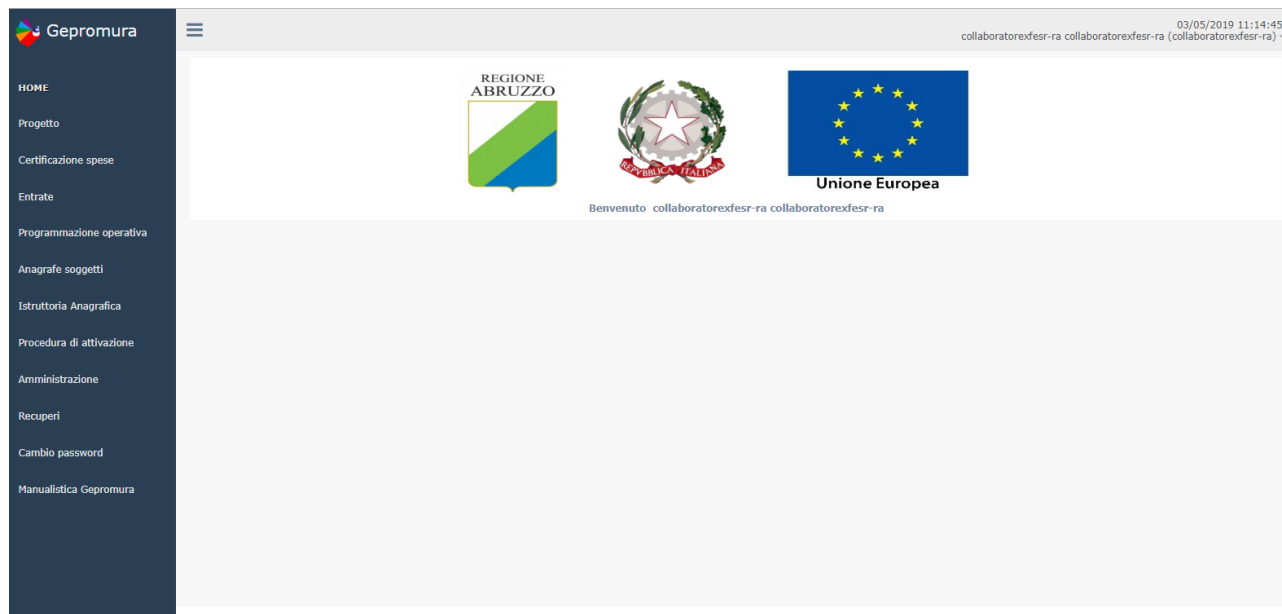 Gepromura
03/05/2019 11:14:45
collaboratorexfesr-ra collaboratorexfesr-ra (collaboratorexfesr-ra)
HOME
Progetto
Certificazione spese
Entrate
Programmazione operativa
Anagrafe soggetti
Istruttoria Anagrafica
Procedura di attivazione
Amministrazione
Recuperi
Cambio password
Manualistica Gepromura
REGIONE
ABRUZZO
REPVBBLICA ITALIANA
Unione Europea
Benvenuto collaboratorexfesr-ra collaboratorexfesr-ra